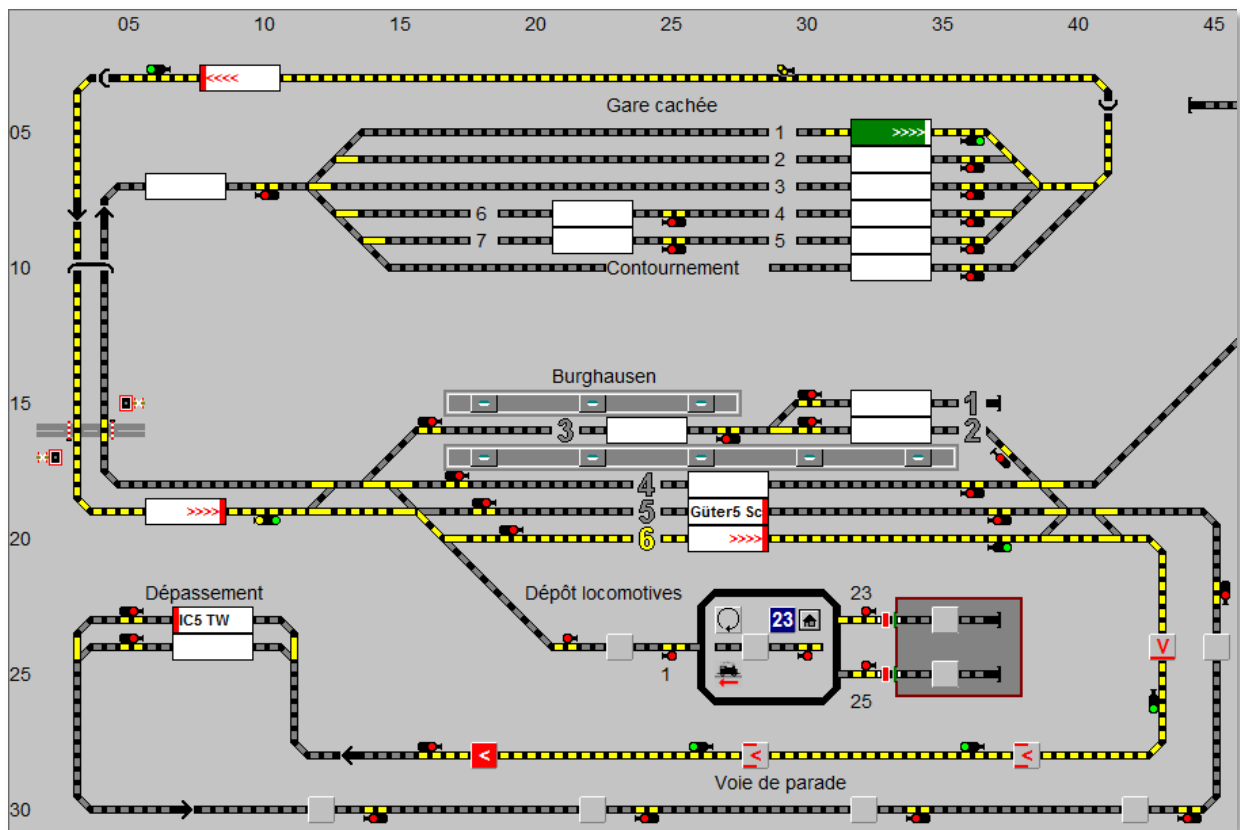 05 10 15 20 25 30 35 40 45
<<<<
Gare cachée
05 1 >>>>
2
3
6 4
7 5
10 Contournement
Burghausen
15 1
3 2
4
>>>> 5 Güter5 Sc
20 6 >>>>
Dépassement Dépôt locomotives 23
IC5 TW 23
V
25 1
25
< < <
Voie de parade
30